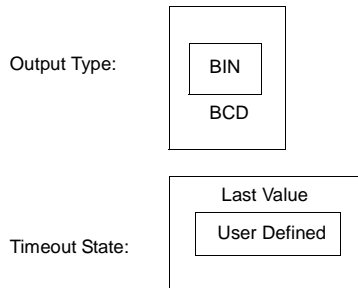 Output Type:
BIN
BCD
Last Value
User Defined
Timeout State: